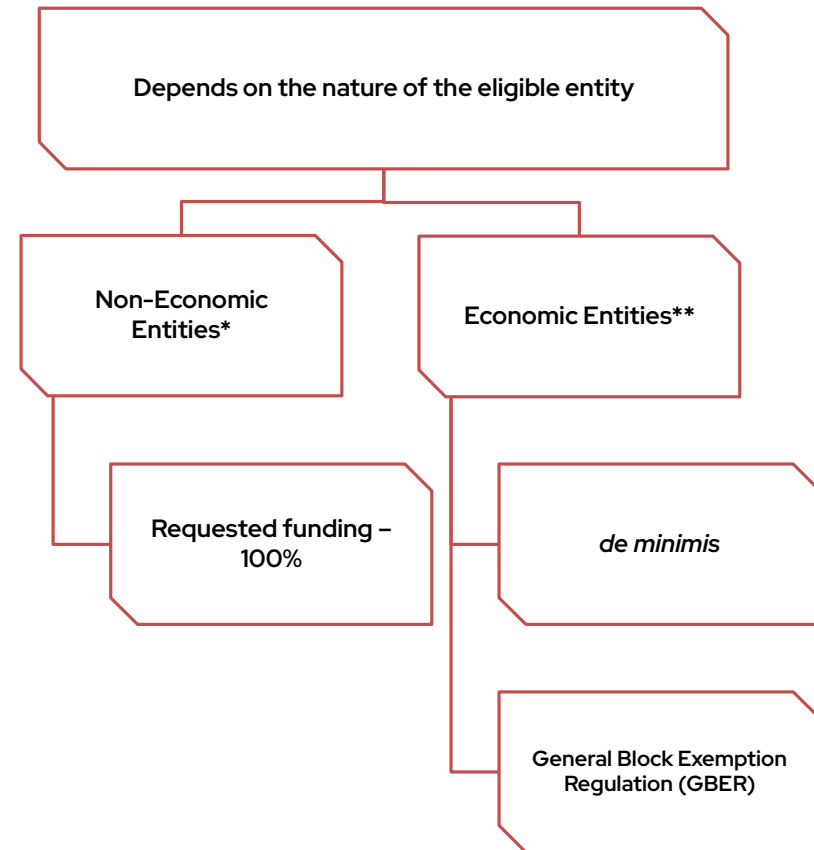 Depends on the nature of the eligible entity
Non-Economic
Entities*
Economic Entities**
Requested funding –
100%
de minimis
General Block Exemption
Regulation (GBER)